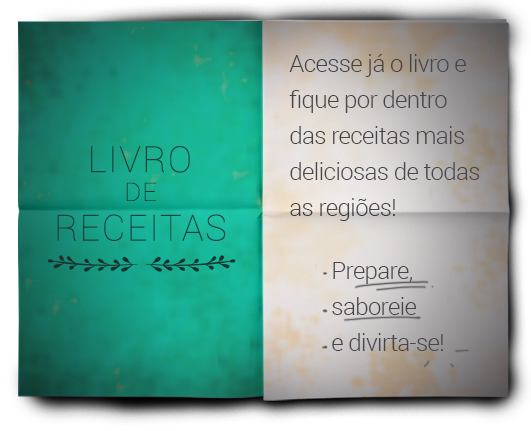 LIVRO
DE
RECEITAS
Acesse já o livro e
fique por dentro
das receitas mais
deliciosas de todas
as regiões!
Prepare,
saboreie
e divirta-se!